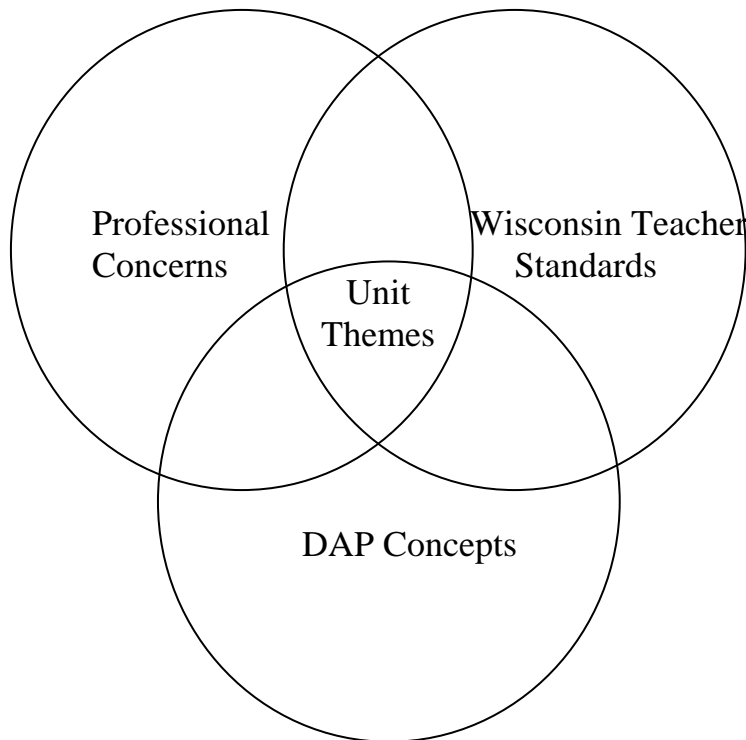 Professional
Concerns
Wisconsin Teacher
Standards
Unit
Themes
DAP Concepts